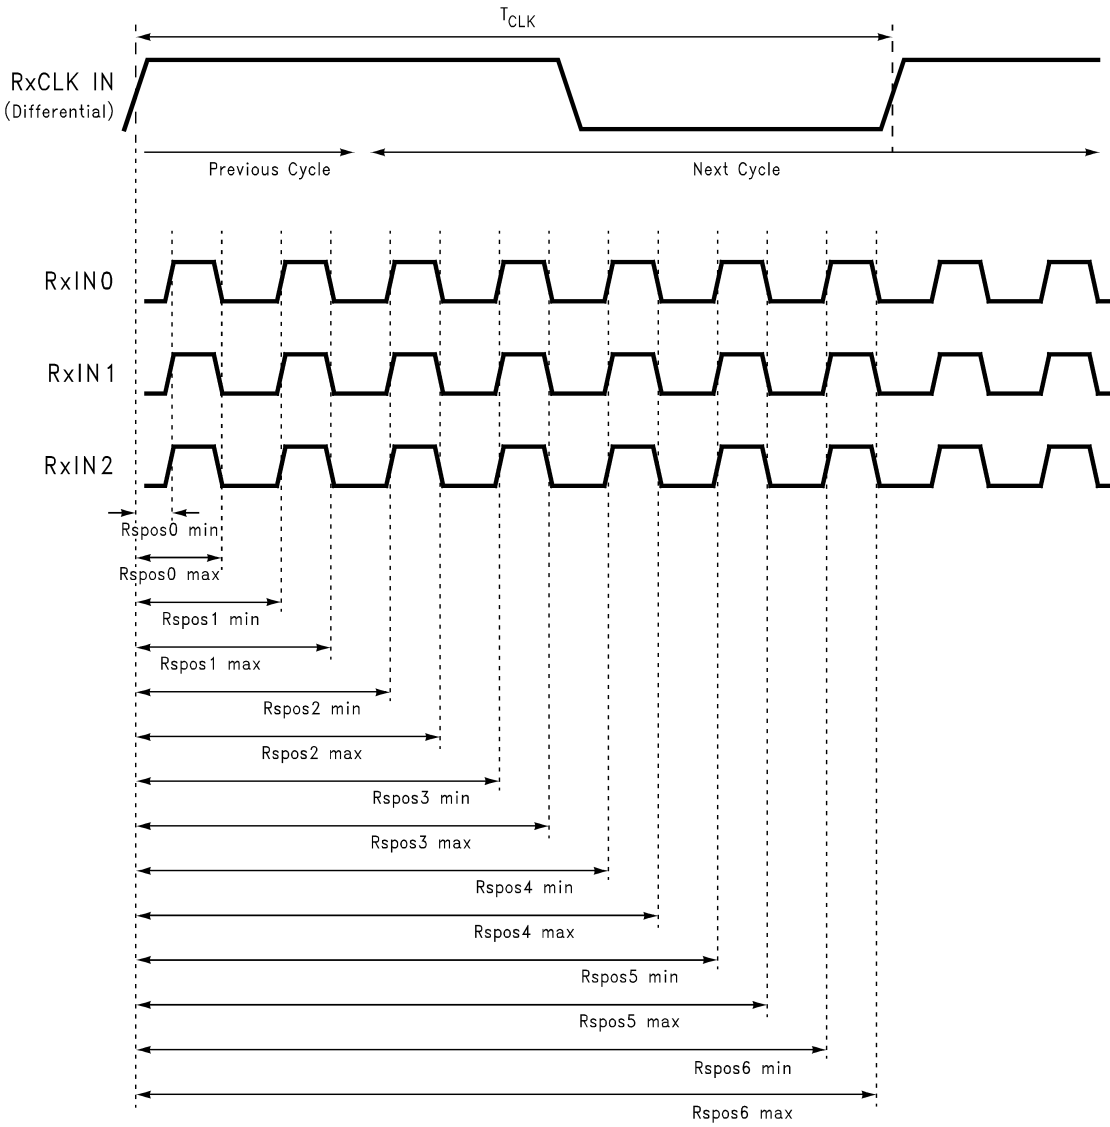 TCLK
RxCLK IN
(Differential)
Previous Cycle
Next Cycle
RxIN0
RxIN1
RxIN2
Rspos0 min
Rspos0 max
Rspos1 min
Rspos1 max
Rspos2 min
Rspos2 max
Rspos3 min
Rspos3 max
Rspos4 min
Rspos4 max
Rspos5 min
Rspos5 max
Rspos6 min
Rspos6 max